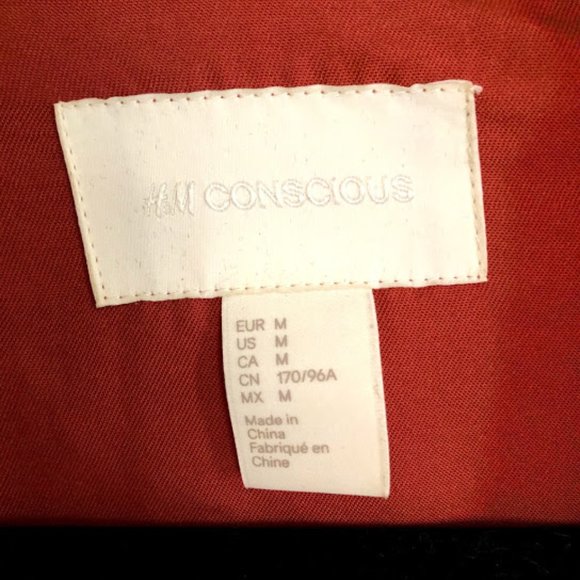 H&M CONSCIOUS
EUR M
US M
CA M
CN 170/96A
MX M
Made in
China
Fabriqué en
Chine